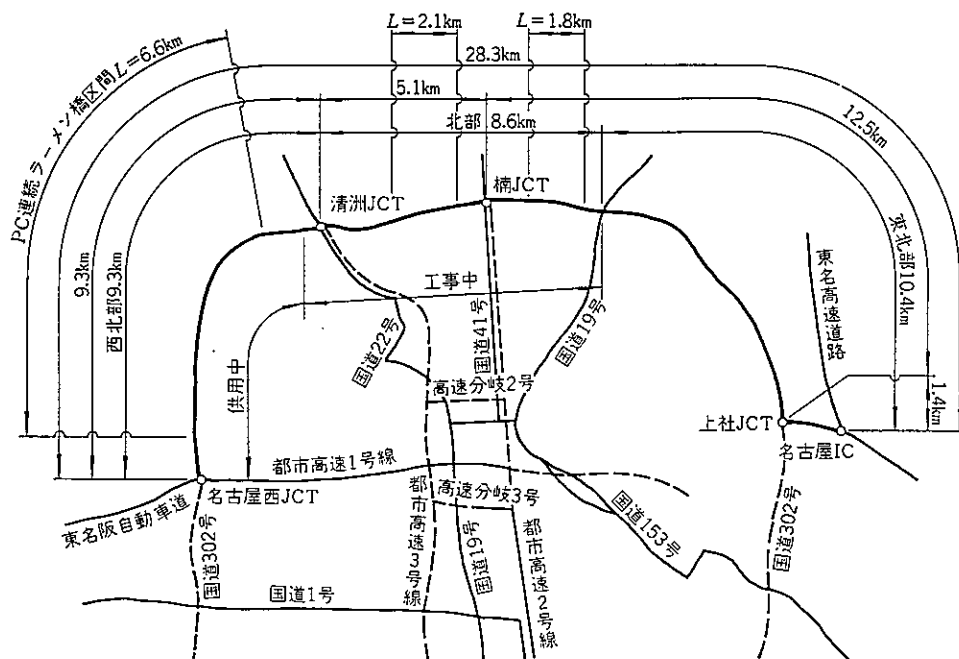 L=2.1km
L=1.8km
28.3km
5.1km
北部 8.6km
PC連続ラーメン橋区間L=6.6km
12.5km
清洲JCT
楠JCT
9.3km
西北部9.3km
東北部10.4km
東名高速道路
工事中
供用中
国道22号
国道41号
国道19号
高速分岐2号
1.4km
上社JCT
名古屋IC
都市高速1号線
名古屋西JCT
東名阪自動車道
高速分岐3号
国道302号
都市高速3号線
国道19号
都市高速2号線
国道153号
国道302号
国道1号